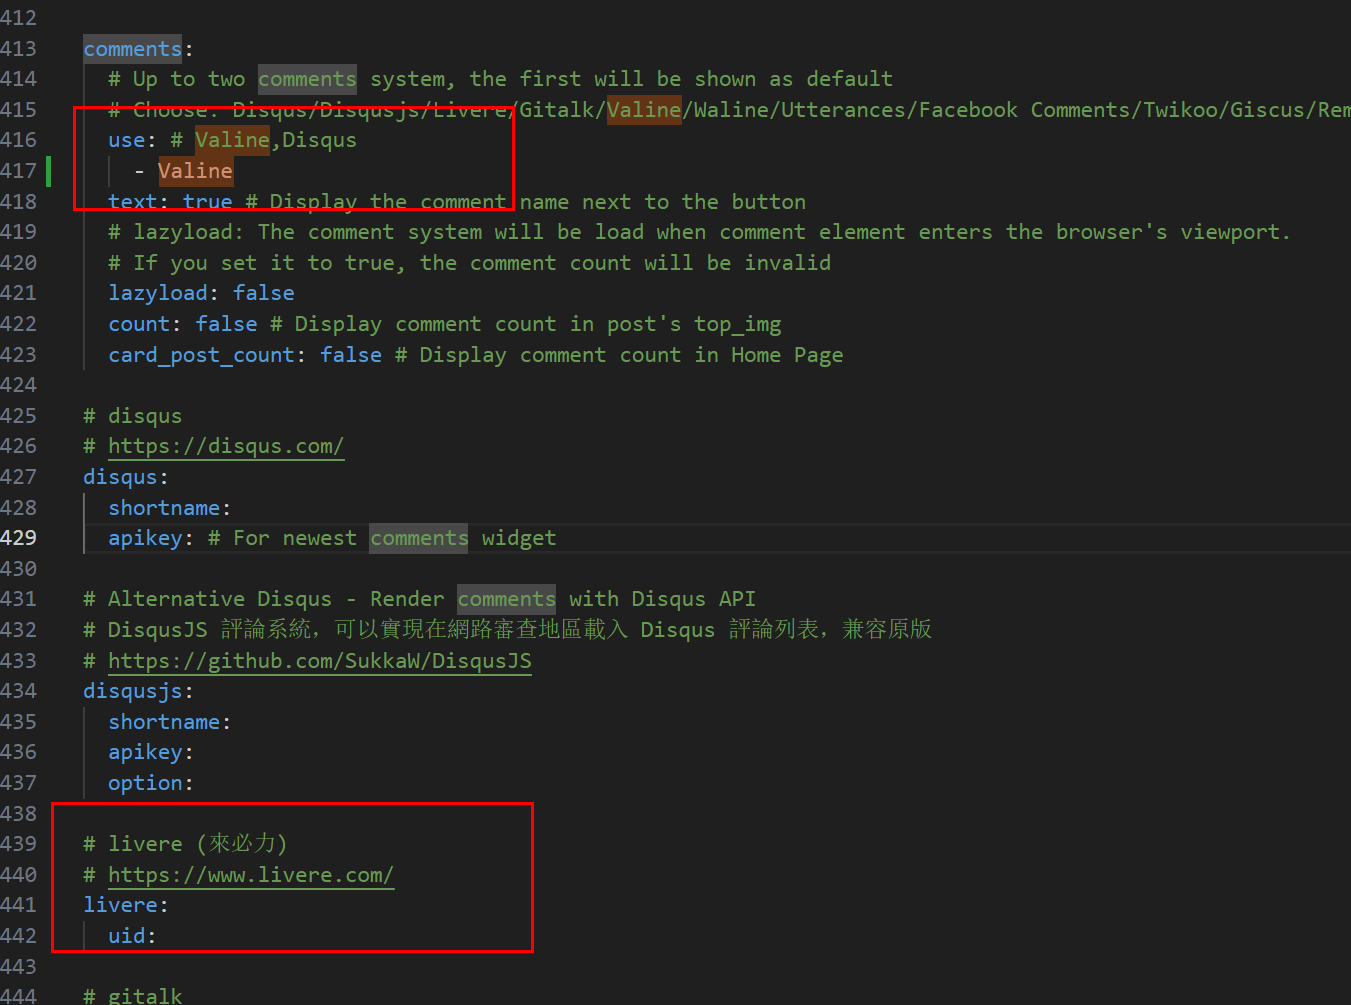 412
413 comments:
414 # Up to two comments system, the first will be shown as default
415 # Choose: Disqus/Disqusjs/Livere/Gitalk/Valine/Waline/Utterances/Facebook Comments/Twikoo/Giscus/Rem
416 use: # Valine,Disqus
417 - Valine
418 text: true # Display the comment name next to the button
419 # lazyload: The comment system will be load when comment element enters the browser's viewport.
420 # If you set it to true, the comment count will be invalid
421 lazyload: false
422 count: false # Display comment count in post's top_img
423 card_post_count: false # Display comment count in Home Page
424
425 # disqus
426 # https://disqus.com/
427 disqus:
428 shortname:
429 apikey: # For newest comments widget
430
431 # Alternative Disqus - Render comments with Disqus API
432 # DisqusJS 評論系統，可以實現在網路審查地區載入 Disqus 評論列表，兼容原版
433 # https://github.com/SukkaW/DisqusJS
434 disqusjs:
435 shortname:
436 apikey:
437 option:
438
439 # livere (來必力)
440 # https://www.livere.com/
441 livere:
442 uid:
443
444 # gitalk